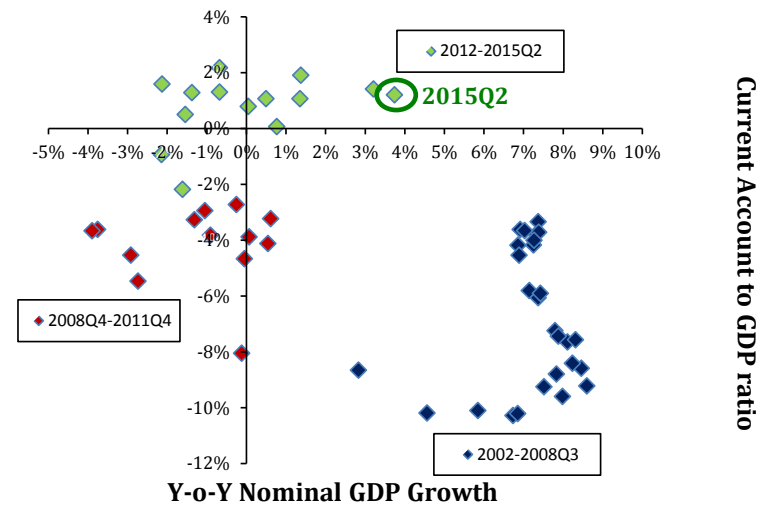 4%
2012-2015Q2
2%
2015Q2
0%
-5% -4% -3% -2% -1% 0% 1% 2% 3% 4% 5% 6% 7% 8% 9% 10%
-2%
-4%
-6%
2008Q4-2011Q4
-8%
-10%
2002-2008Q3
-12%
Y-o-Y Nominal GDP Growth
Current Account to GDP ratio